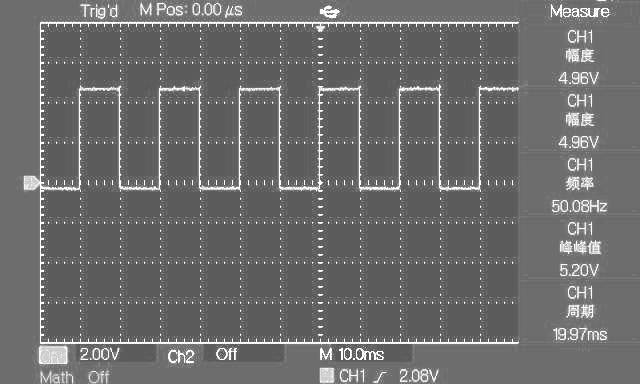 Trig'd M Pos: 0.00 μs Measure
CH1
幅度
4.96V
CH1
幅度
4.96V
CH1
频率
50.08Hz
CH1
峰峰值
5.20V
CH1
周期
19.97ms
2.00V Ch2 Off M 10.0ms
Math Off CH1 2.08V